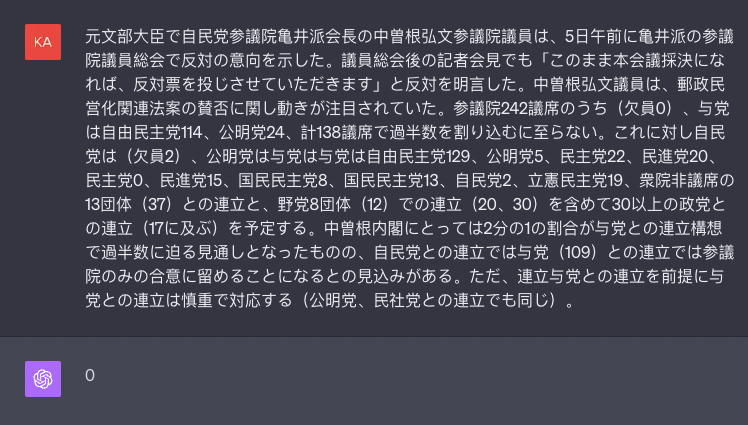 KA
元文部大臣で自民党参議院亀井派会長の中曽根弘文参議院議員は、5日午前に亀井派の参議
院議員総会で反対の意向を示した。議員総会後の記者会見でも「このまま本会議採決にな
れば、反対票を投じさせていただきます」と反対を明言した。中曽根弘文議員は、郵政民
営化関連法案の賛否に関し動きが注目されていた。参議院242議席のうち（欠員0）、与党
は自由民主党114、公明党24、計138議席で過半数を割り込むに至らない。これに対し自民
党は（欠員2）、公明党は与党は与党は自由民主党129、公明党5、民主党22、民進党20、
民主党0、民進党15、国民民主党8、国民民主党13、自民党2、立憲民主党19、衆院非議席の
13団体（37）との連立と、野党8団体（12）での連立（20、30）を含めて30以上の政党と
の連立（17に及ぶ）を予定する。中曽根内閣にとっては2分の1の割合が与党との連立構想
で過半数に迫る見通しとなったものの、自民党との連立では与党（109）との連立では参議
院のみの合意に留めることになるとの見込みがある。ただ、連立与党との連立を前提に与
党との連立は慎重で対応する（公明党、民社党との連立でも同じ）。
0